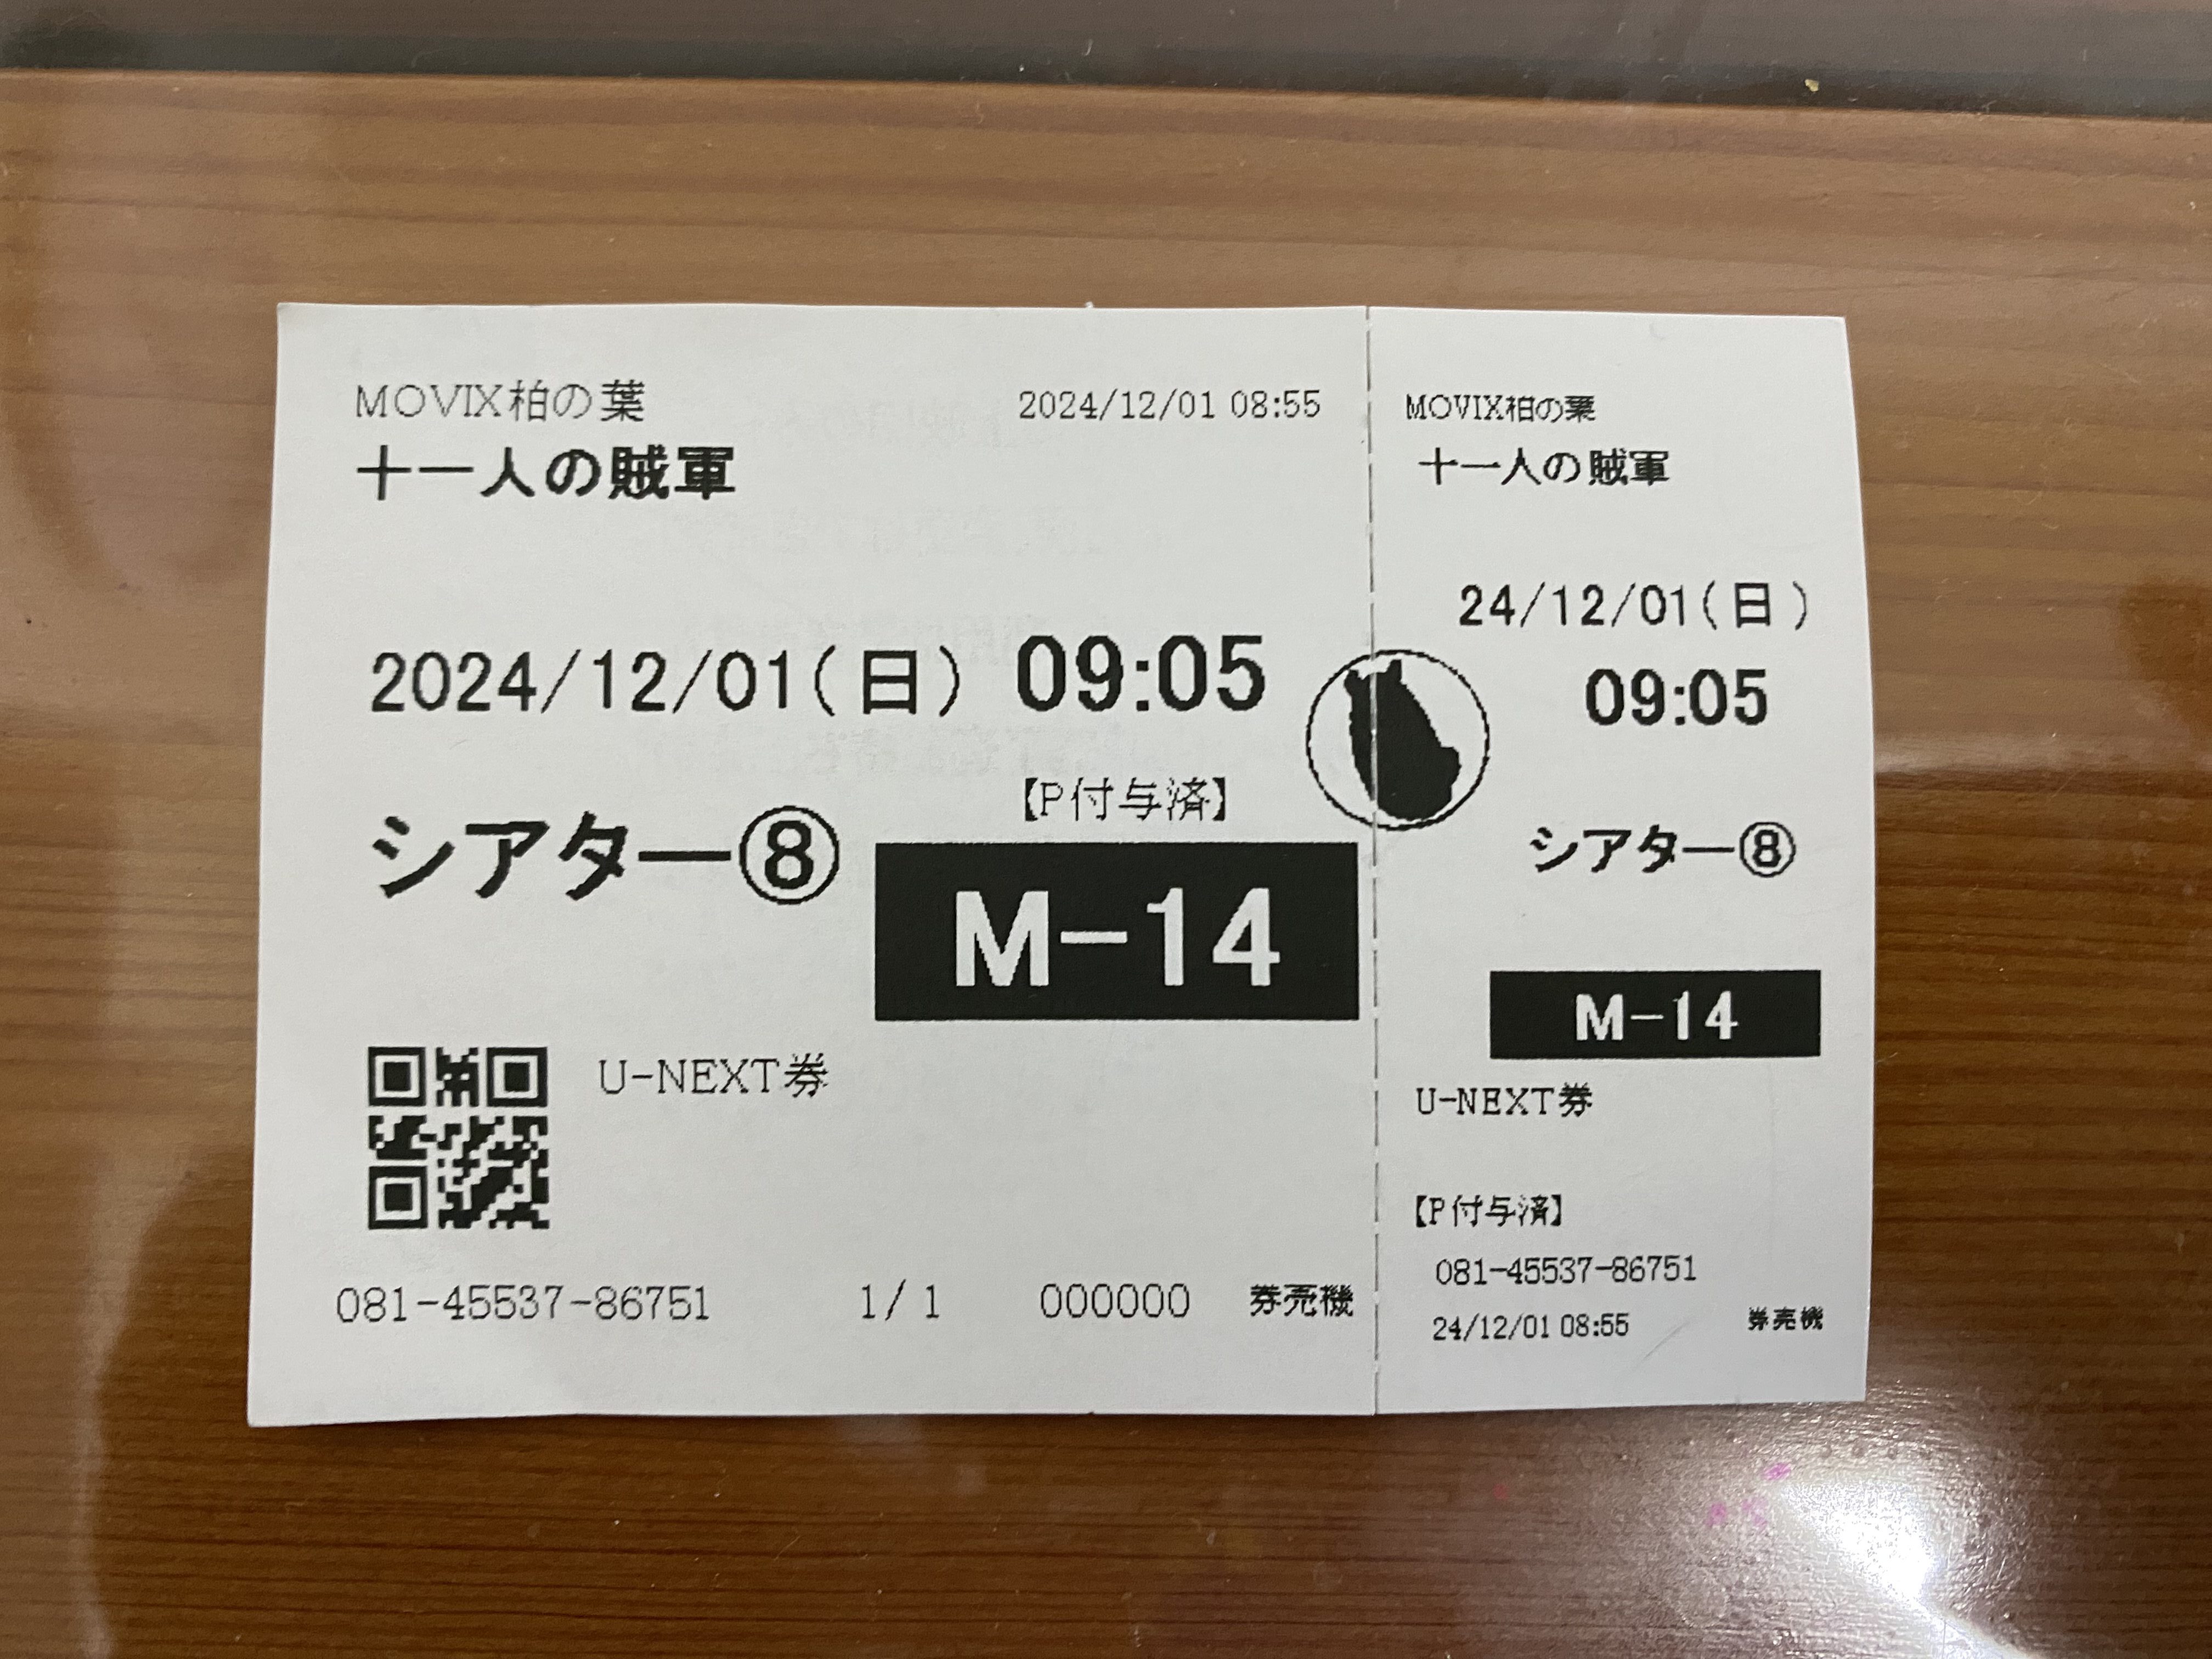 MOVIX柏の葉 2024/12/01 08:55
十一人の賊軍
2024/12/01(日) 09:05
【P付与済】
シアター⑧
M-14
U-NEXT券
081-45537-86751 1/1 000000 券売機
MOVIX柏の葉
十一人の賊軍
24/12/01(日)
09:05
シアター⑧
M-14
U-NEXT券
【P付与済】
081-45537-86751
24/12/01 08:55 券売機